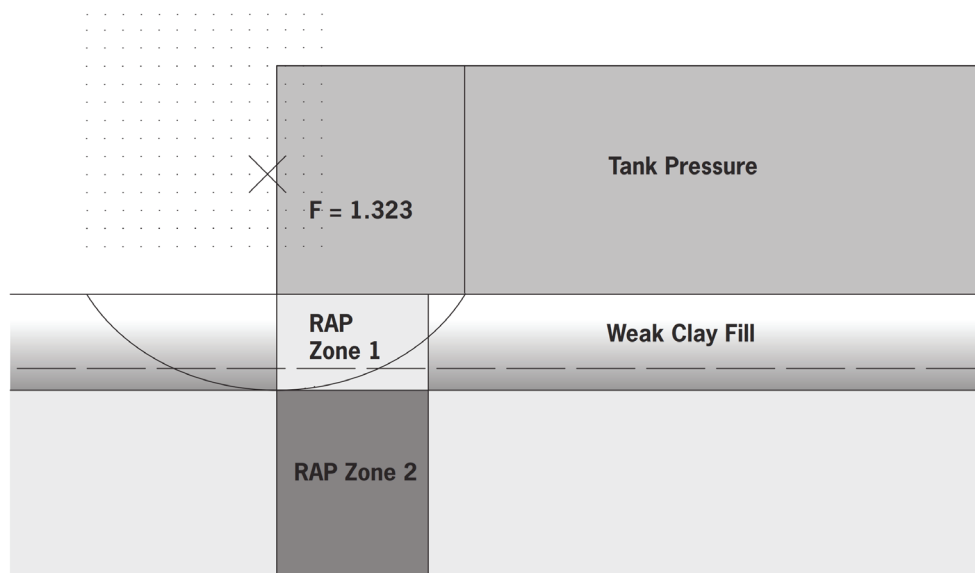 Tank Pressure
F = 1.323
RAP
Zone 1
Weak Clay Fill
RAP Zone 2